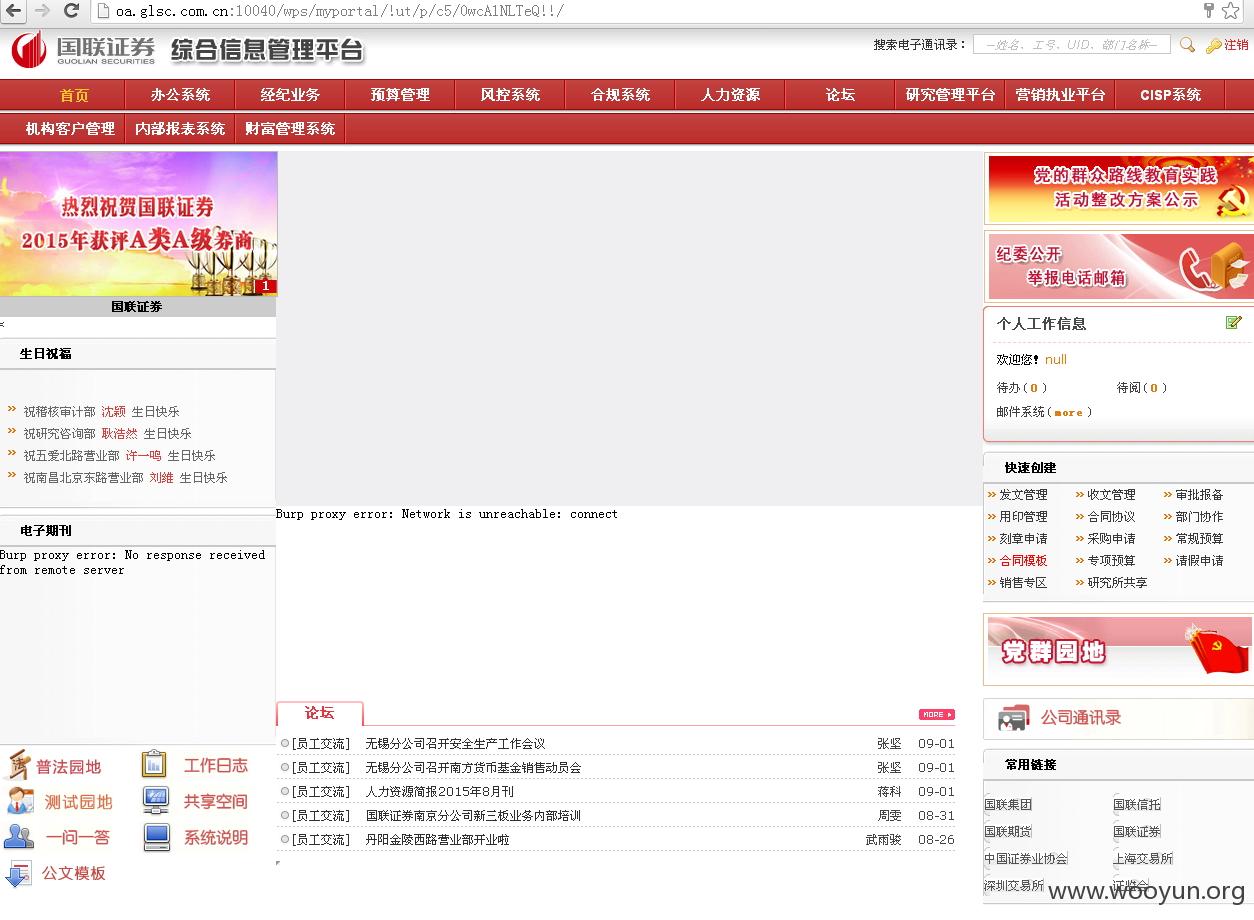 oa.glsc.com.cn:10040/wps/myportal/!ut/p/c5/0wcA1NLTeQ!!/
国联证券
GUOLIAN SECURITIES
综合信息管理平台
搜索电子通讯录：
—姓名、工号、UID、部门名称—
注销
首页 办公系统 经纪业务 预算管理 风控系统 合规系统 人力资源 论坛 研究管理平台 营销执业平台 CISP系统
机构客户管理 内部报表系统 财富管理系统
热烈祝贺国联证券
2015年获评A类A级券商
1
国联证券
<
生日祝福
祝稽核审计部 沈颖 生日快乐
祝研究咨询部 耿浩然 生日快乐
祝五爱北路营业部 许一鸣 生日快乐
祝南昌北京东路营业部 刘维 生日快乐
电子期刊
Burp proxy error: No response received
from remote server
普法园地 工作日志
测试园地 共享空间
一问一答 系统说明
公文模板
Burp proxy error: Network is unreachable: connect
论坛
MORE
[员工交流] 无锡分公司召开安全生产工作会议 张坚 09-01
[员工交流] 无锡分公司召开南方货币基金销售动员会 张坚 09-01
[员工交流] 人力资源简报2015年8月刊 蒋科 09-01
[员工交流] 国联证券南京分公司新三板业务内部培训 周雯 08-31
[员工交流] 丹阳金陵西路营业部开业啦 武雨骏 08-26
党的群众路线教育实践
活动整改方案公示
纪委公开
举报电话邮箱
个人工作信息
欢迎您! null
待办(0) 待阅(0)
邮件系统(more)
快速创建
发文管理 收文管理 审批报备
用印管理 合同协议 部门协作
刻章申请 采购申请 常规预算
合同模板 专项预算 请假申请
销售专区 研究所共享
党群园地
公司通讯录
常用链接
国联集团 国联信托
国联期货 国联证券
中国证券业协会 上海交易所
深圳交易所 证监会
www.wooyun.org